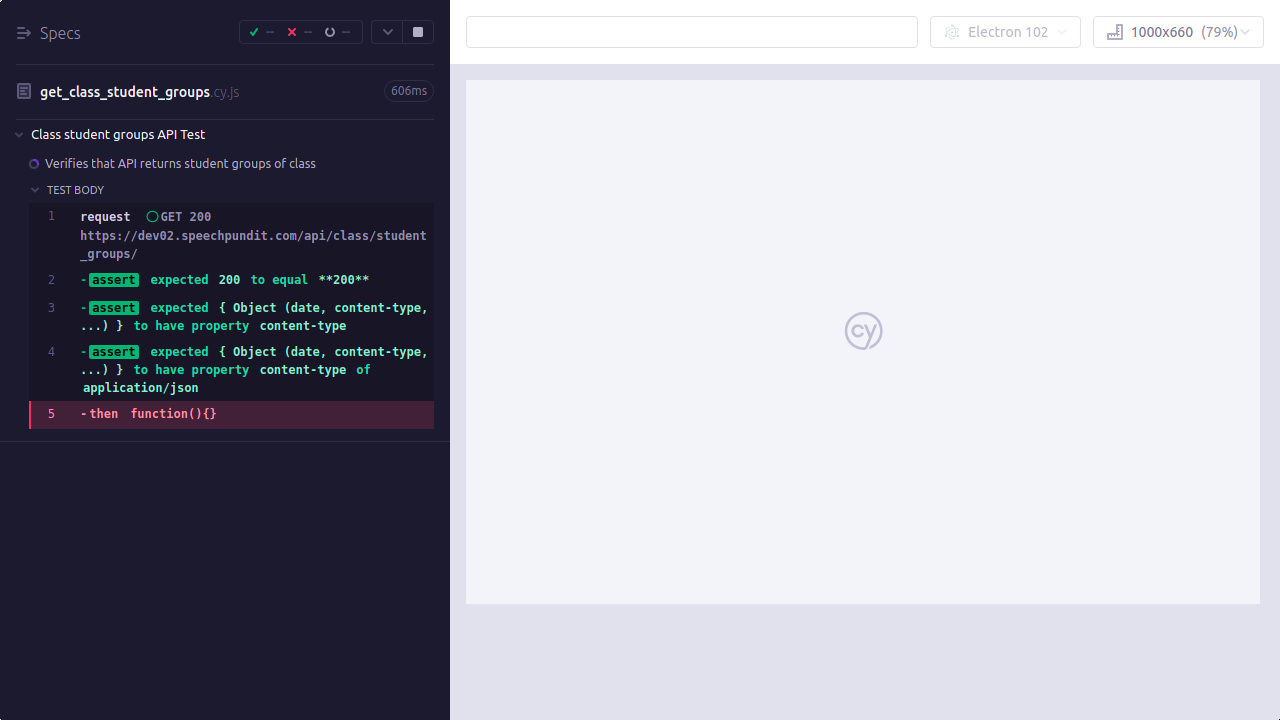 Specs
--
--
--
get_class_student_groups.cy.js
606ms
Class student groups API Test
Verifies that API returns student groups of class
TEST BODY
1 request GET 200
https://dev02.speechpundit.com/api/class/student
_groups/
2 -assert expected 200 to equal **200**
3 -assert expected { Object (date, content-type,
...) } to have property content-type
4 -assert expected { Object (date, content-type,
...) } to have property content-type of
application/json
5 -then function(){}
Electron 102
1000x660 (79%)
cy